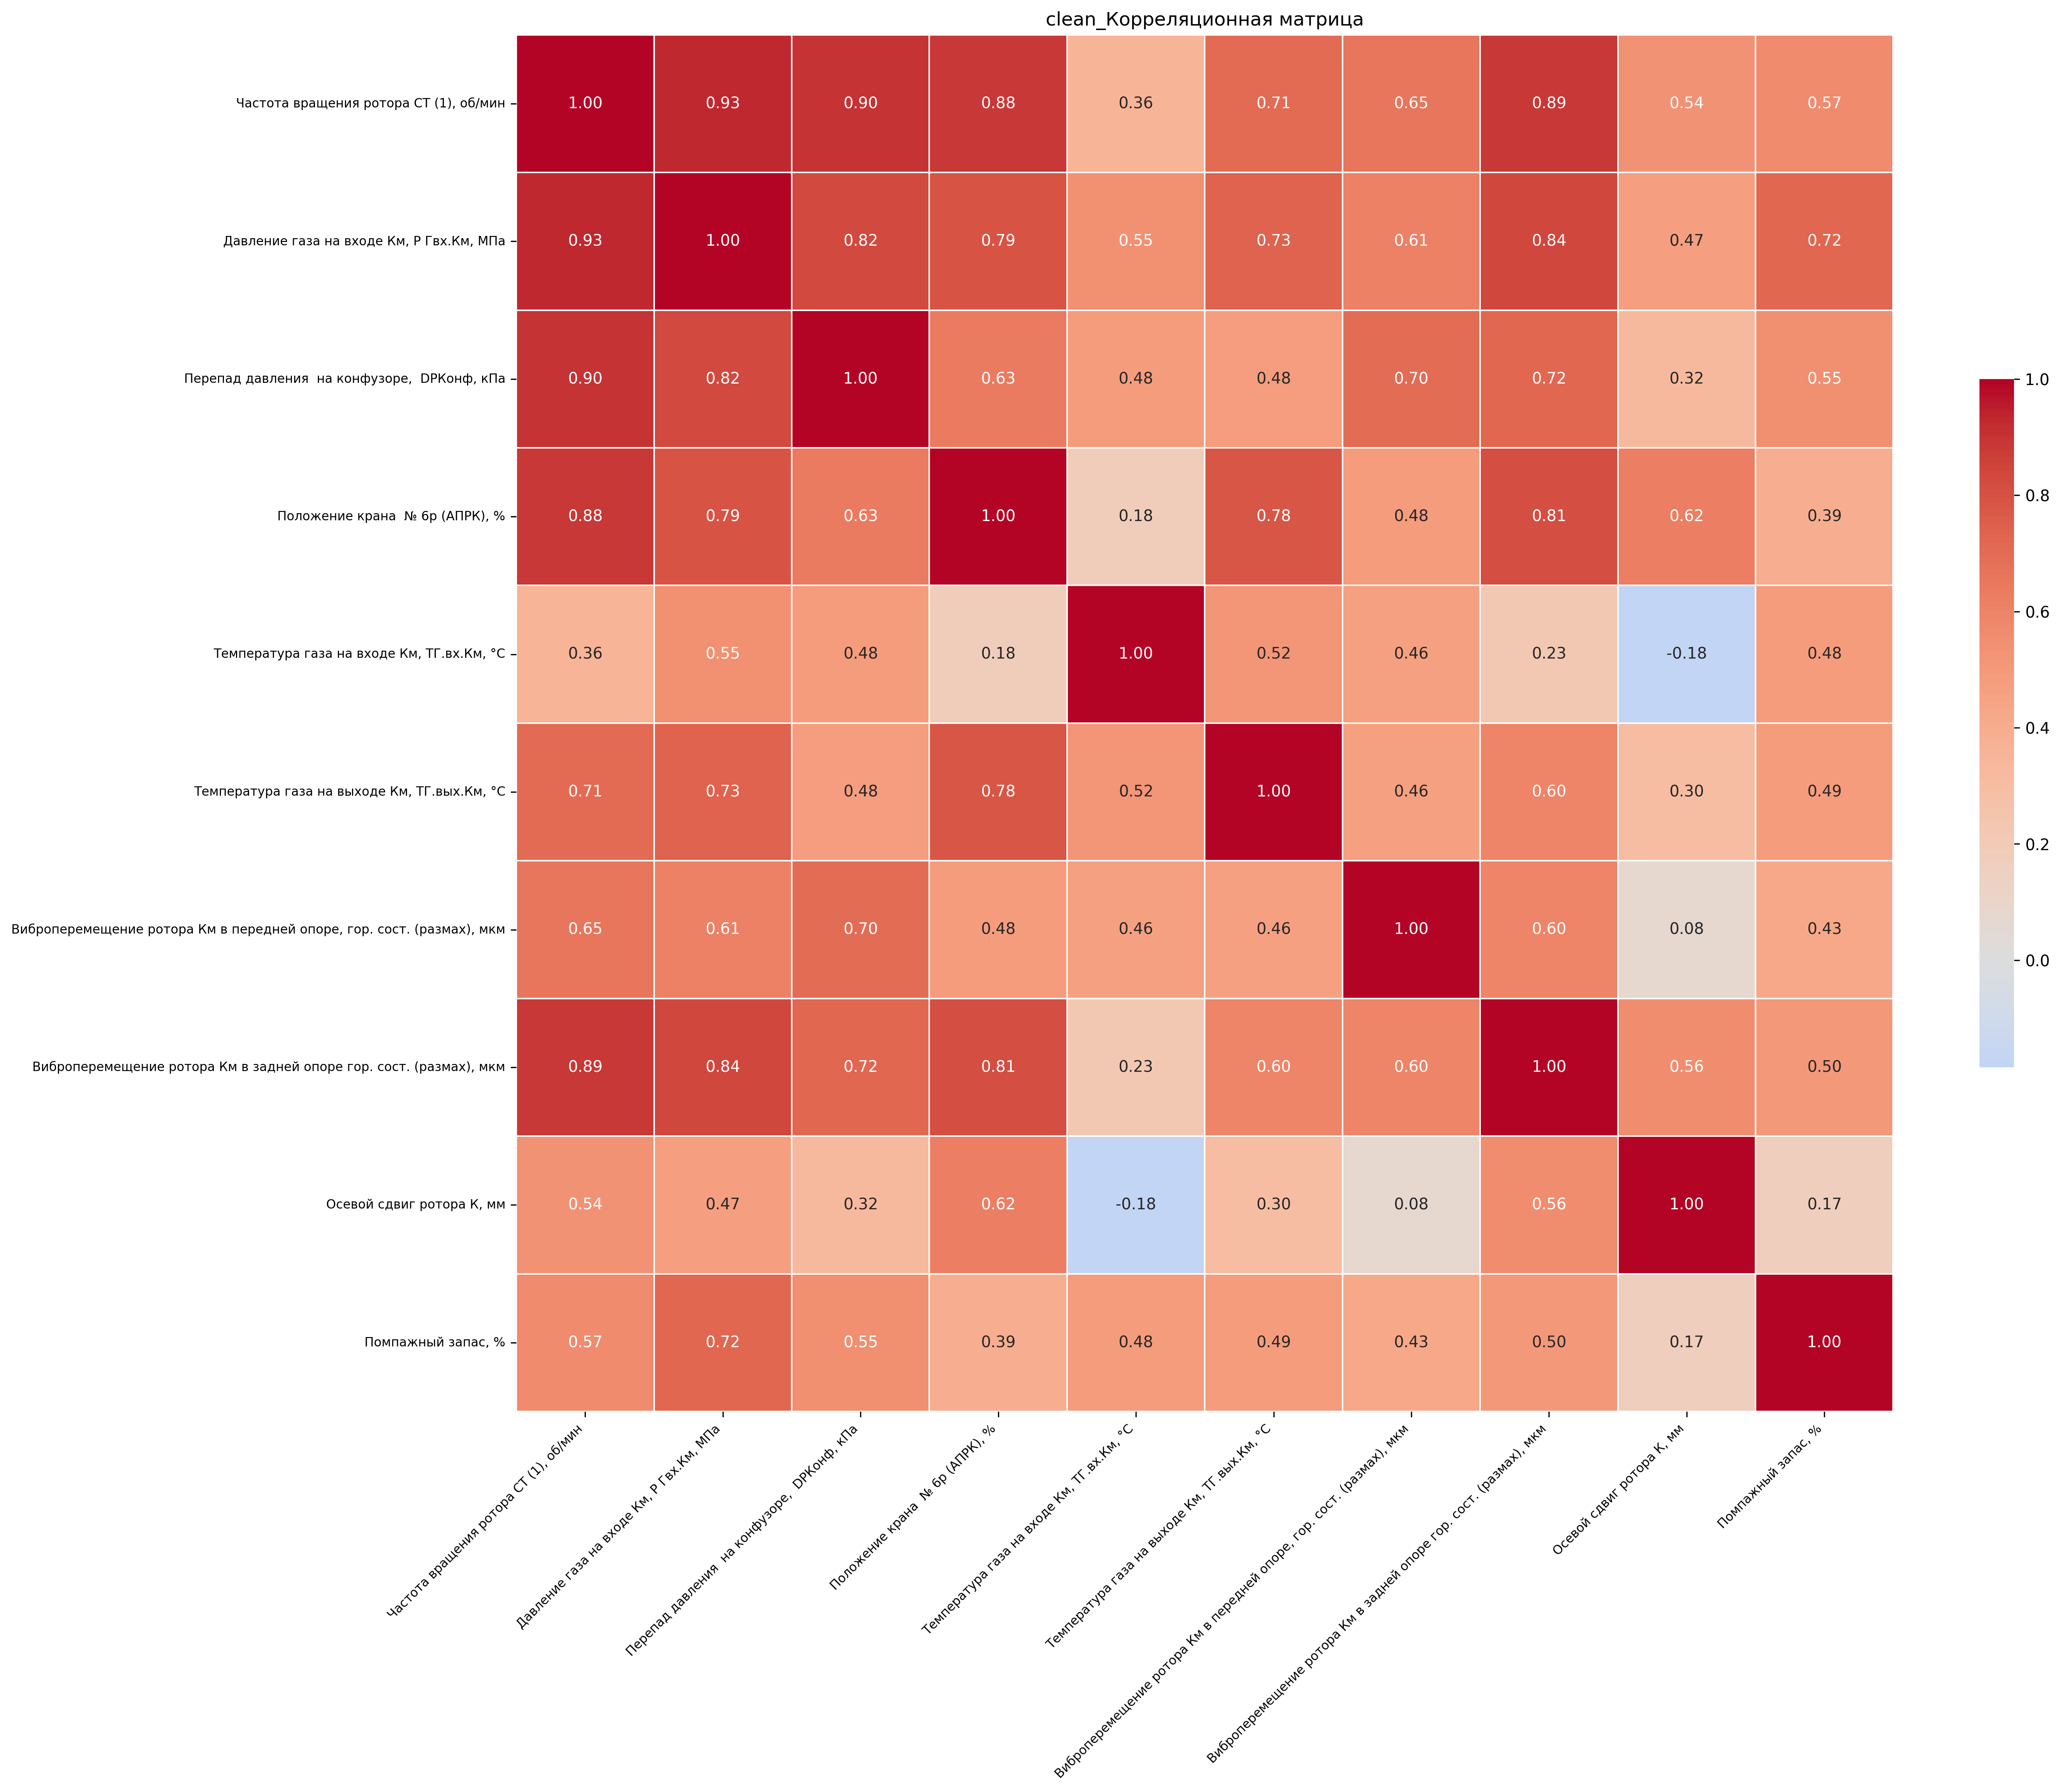 clean_Корреляционная матрица
Частота вращения ротора СТ (1), об/мин
1.00 0.93 0.90 0.88 0.36 0.71 0.65 0.89 0.54 0.57
Давление газа на входе Км, Р Гвх.Км, МПа
0.93 1.00 0.82 0.79 0.55 0.73 0.61 0.84 0.47 0.72
Перепад давления  на конфузоре,  DPКонф, кПа
0.90 0.82 1.00 0.63 0.48 0.48 0.70 0.72 0.32 0.55
1.0
Положение крана  № 6р (АПРК), %
0.88 0.79 0.63 1.00 0.18 0.78 0.48 0.81 0.62 0.39
0.8
Температура газа на входе Км, ТГ.вх.Км, °С
0.36 0.55 0.48 0.18 1.00 0.52 0.46 0.23 -0.18 0.48
0.6
0.4
Температура газа на выходе Км, ТГ.вых.Км, °С
0.71 0.73 0.48 0.78 0.52 1.00 0.46 0.60 0.30 0.49
0.2
Виброперемещение ротора Км в передней опоре, гор. сост. (размах), мкм
0.65 0.61 0.70 0.48 0.46 0.46 1.00 0.60 0.08 0.43
0.0
Виброперемещение ротора Км в задней опоре гор. сост. (размах), мкм
0.89 0.84 0.72 0.81 0.23 0.60 0.60 1.00 0.56 0.50
Осевой сдвиг ротора К, мм
0.54 0.47 0.32 0.62 -0.18 0.30 0.08 0.56 1.00 0.17
Помпажный запас, %
0.57 0.72 0.55 0.39 0.48 0.49 0.43 0.50 0.17 1.00
Частота вращения ротора СТ (1), об/мин
Давление газа на входе Км, Р Гвх.Км, МПа
Перепад давления  на конфузоре,  DPКонф, кПа
Положение крана  № 6р (АПРК), %
Температура газа на входе Км, ТГ.вх.Км, °С
Температура газа на выходе Км, ТГ.вых.Км, °С
Виброперемещение ротора Км в передней опоре, гор. сост. (размах), мкм
Виброперемещение ротора Км в задней опоре гор. сост. (размах), мкм
Осевой сдвиг ротора К, мм
Помпажный запас, %